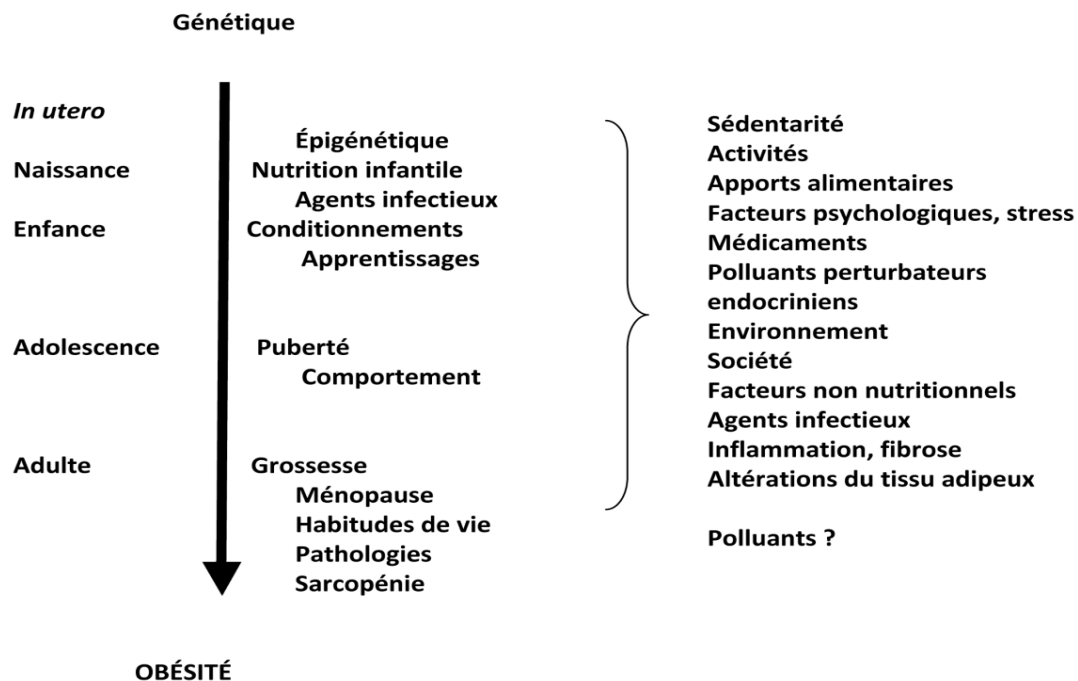 Génétique
In utero
Épigénétique
Naissance
Nutrition infantile
Agents infectieux
Enfance
Conditionnements
Apprentissages
Adolescence
Puberté
Comportement
Adulte
Grossesse
Ménopause
Habitudes de vie
Pathologies
Sarcopénie
Sédentarité
Activités
Apports alimentaires
Facteurs psychologiques, stress
Médicaments
Polluants perturbateurs
endocriniens
Environnement
Société
Facteurs non nutritionnels
Agents infectieux
Inflammation, fibrose
Altérations du tissu adipeux
Polluants ?
OBÉSITÉ